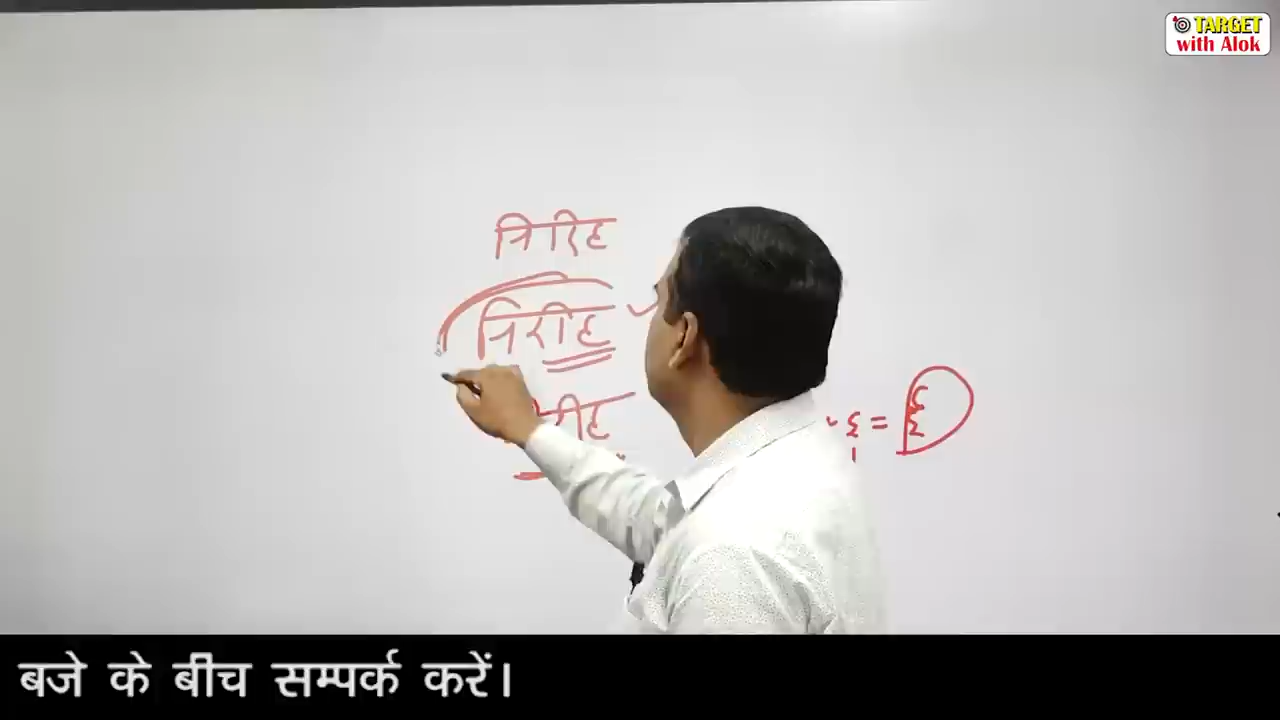 TARGET
with Alok
निरिह
निरीह
बजे के बीच सम्पर्क करें।